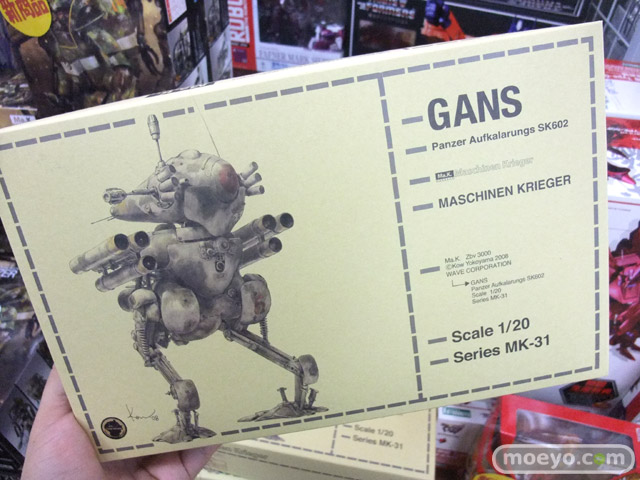 GANS
Panzer Aufkalarungs SK602
Ma.K. Maschinen Krieger
MASCHINEN KRIEGER
Ma.K. Zbv 3000
©Kow Yokoyama 2008
WAVE CORPORATION
GANS
Panzer Aufkalarungs SK602
Scale 1/20
Series MK-31
Scale 1/20
Series MK-31
Scale 1/20
Series MK-31
moeyo.com